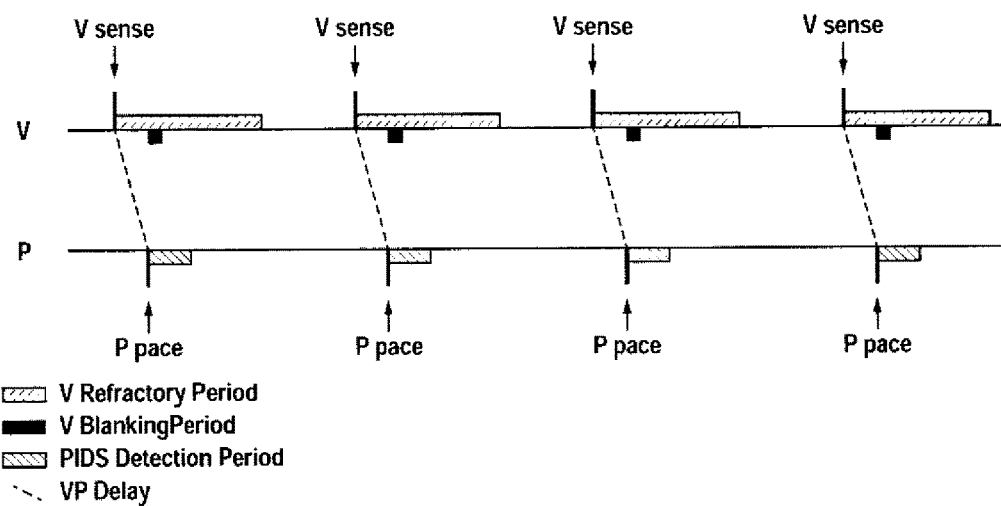 V sense V sense V sense V sense
V
P
P pace P pace P pace P pace
V Refractory Period
V BlankingPeriod
PIDS Detection Period
VP Delay